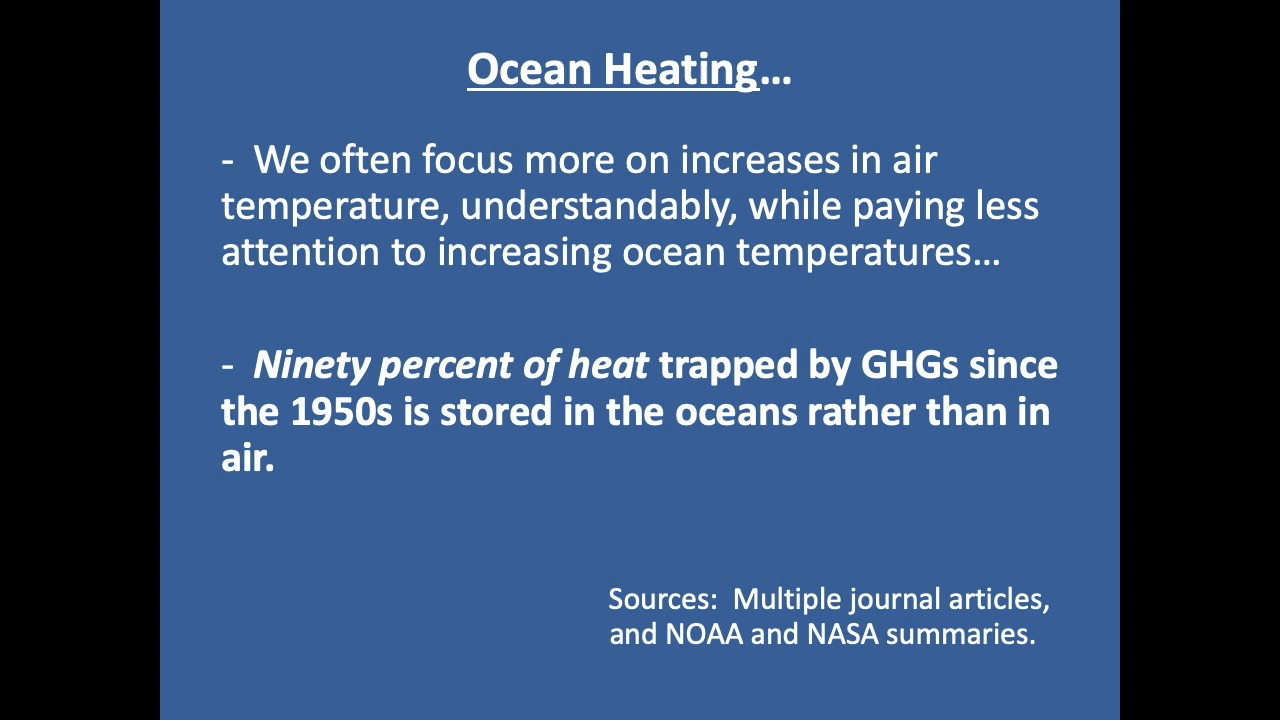 Ocean Heating…
- We often focus more on increases in air
temperature, understandably, while paying less
attention to increasing ocean temperatures…
- Ninety percent of heat trapped by GHGs since
the 1950s is stored in the oceans rather than in
air.
Sources: Multiple journal articles,
and NOAA and NASA summaries.